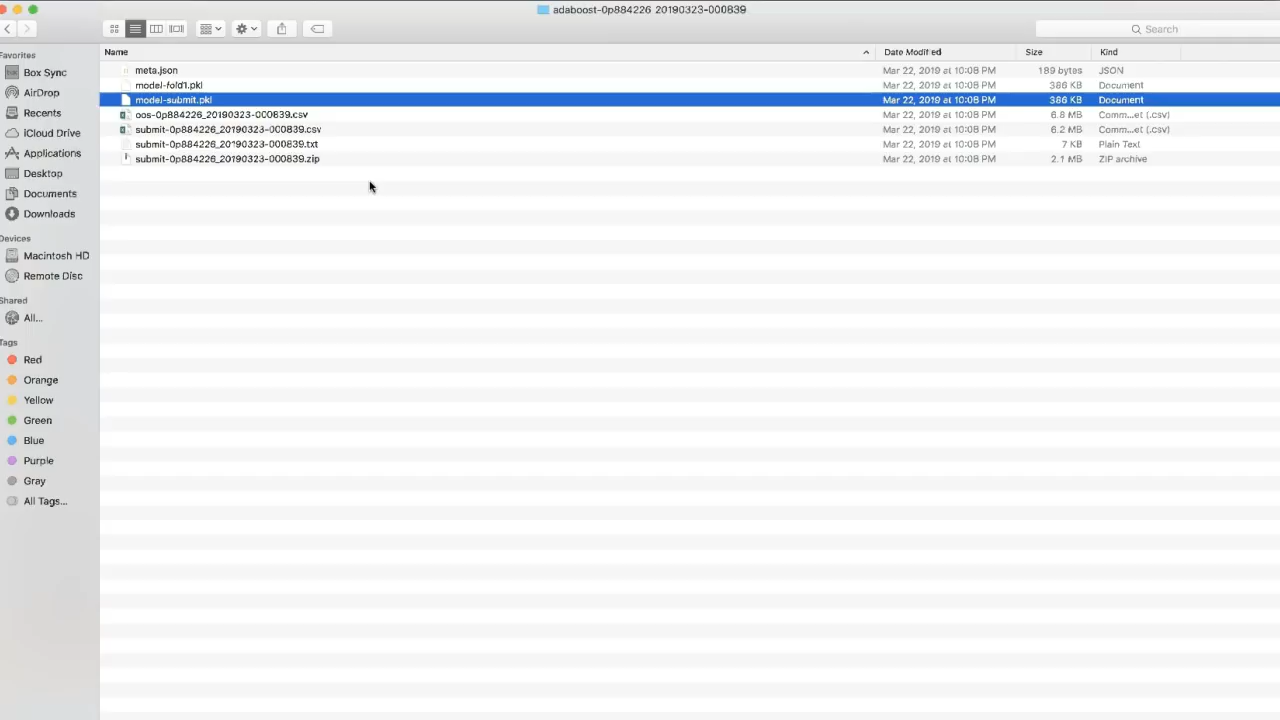 adaboost-0p884226_20190323-000839
Search
Favorites
Box Sync
AirDrop
Recents
iCloud Drive
Applications
Desktop
Documents
Downloads
Devices
Macintosh HD
Remote Disc
Shared
All...
Tags
Red
Orange
Yellow
Green
Blue
Purple
Gray
All Tags...
Name Date Modified Size Kind
meta.json Mar 22, 2019 at 10:08 PM 189 bytes JSON
model-fold1.pkl Mar 22, 2019 at 10:08 PM 386 KB Document
model-submit.pkl Mar 22, 2019 at 10:08 PM 386 KB Document
oos-0p884226_20190323-000839.csv Mar 22, 2019 at 10:08 PM 6.8 MB Comm...et (.csv)
submit-0p884226_20190323-000839.csv Mar 22, 2019 at 10:08 PM 6.2 MB Comm...et (.csv)
submit-0p884226_20190323-000839.txt Mar 22, 2019 at 10:08 PM 7 KB Plain Text
submit-0p884226_20190323-000839.zip Mar 22, 2019 at 10:08 PM 2.1 MB ZIP archive